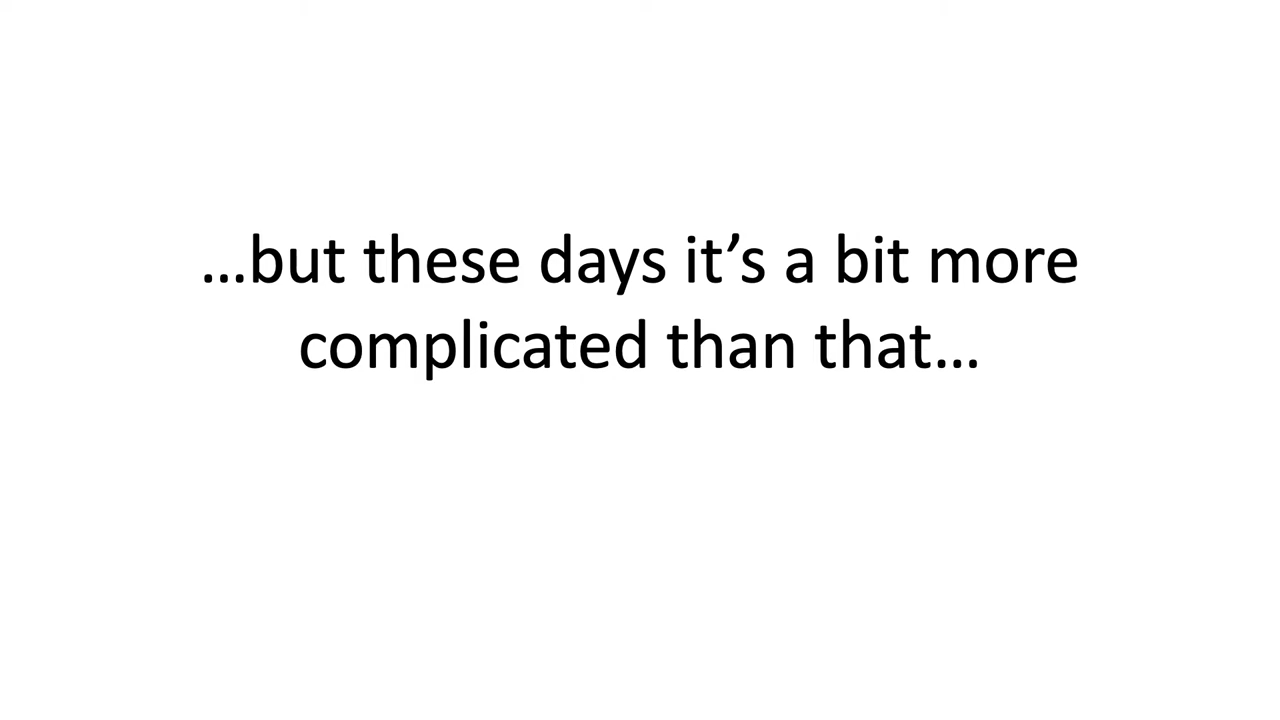 …but these days it’s a bit more
complicated than that…